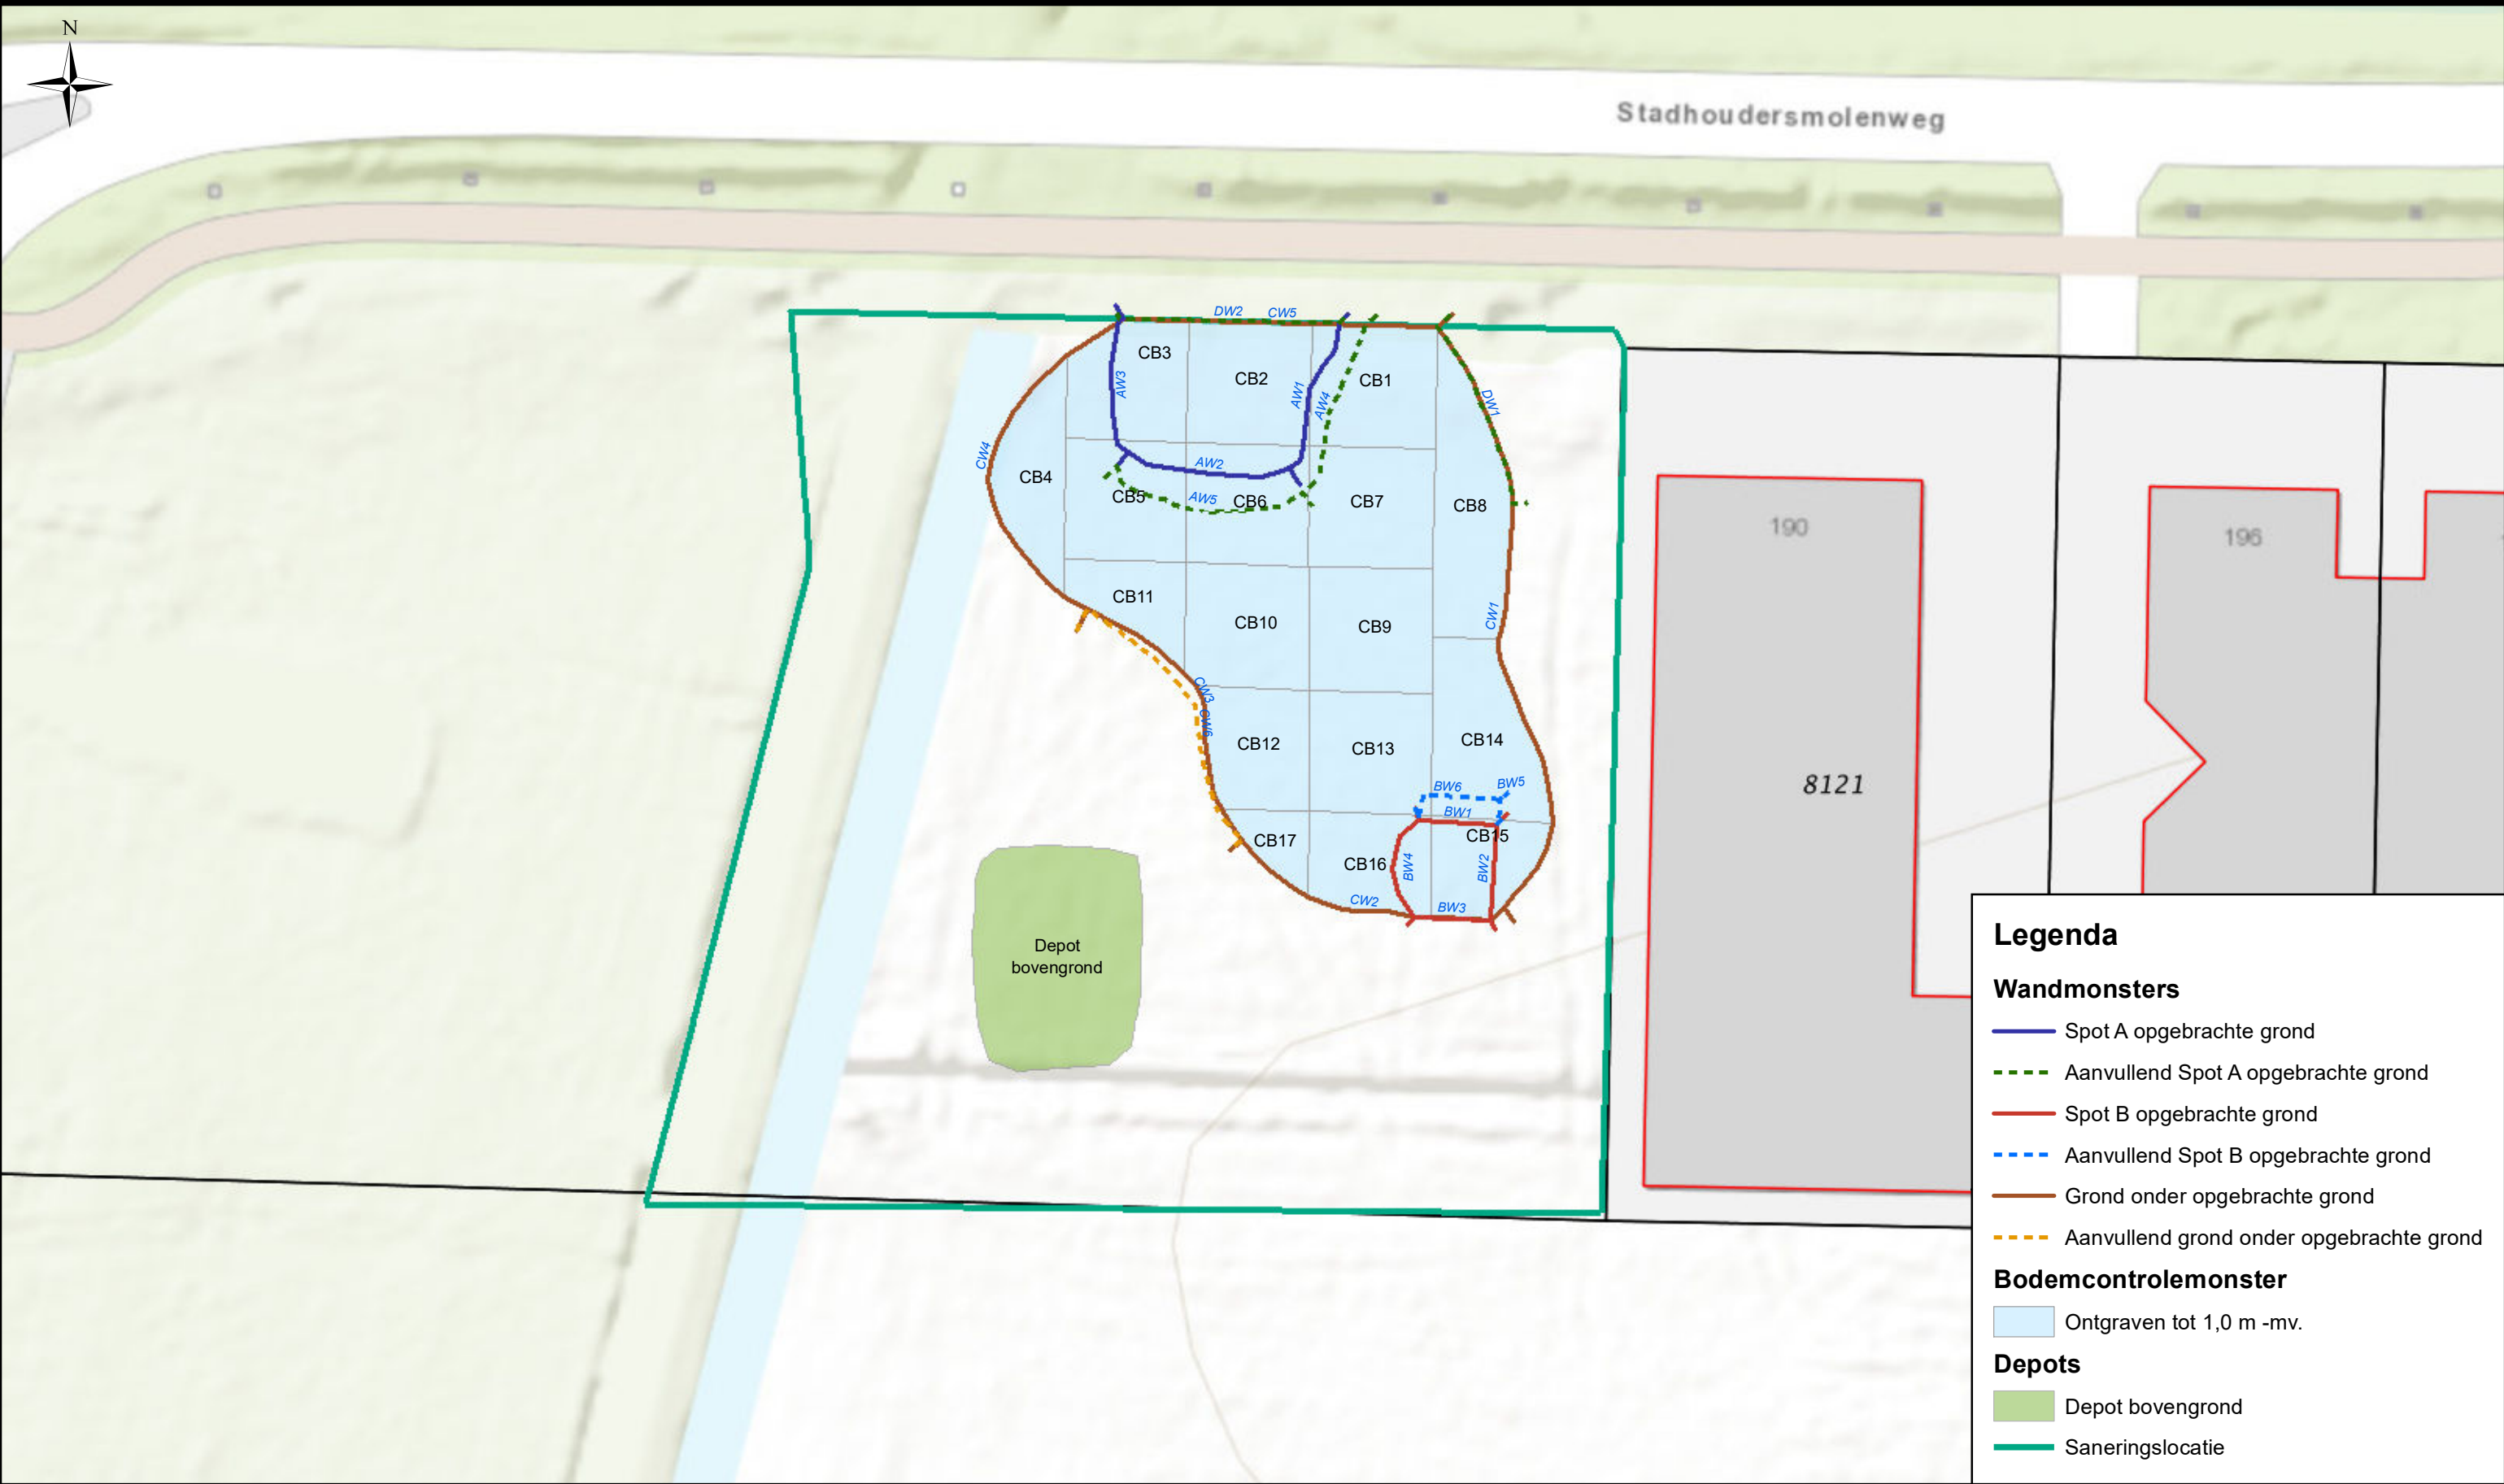 N
Stadhoudersmolenweg
DW2
CW5
CB3
CB2
CB1
AW3
AW1
AW4
DW1
CW4
AW2
CB4
CB5
AW5
CB6
CB7
CB8
190
196
CB11
CB10
CB9
CW1
CW3
CW6
CB12
CB13
CB14
8121
BW6
BW5
BW1
CB17
CB15
CB16
BW4
BW2
CW2
BW3
Depot
bovengrond
Legenda
Wandmonsters
Spot A opgebrachte grond
Aanvullend Spot A opgebrachte grond
Spot B opgebrachte grond
Aanvullend Spot B opgebrachte grond
Grond onder opgebrachte grond
Aanvullend grond onder opgebrachte grond
Bodemcontrolemonster
Ontgraven tot 1,0 m -mv.
Depots
Depot bovengrond
Saneringslocatie